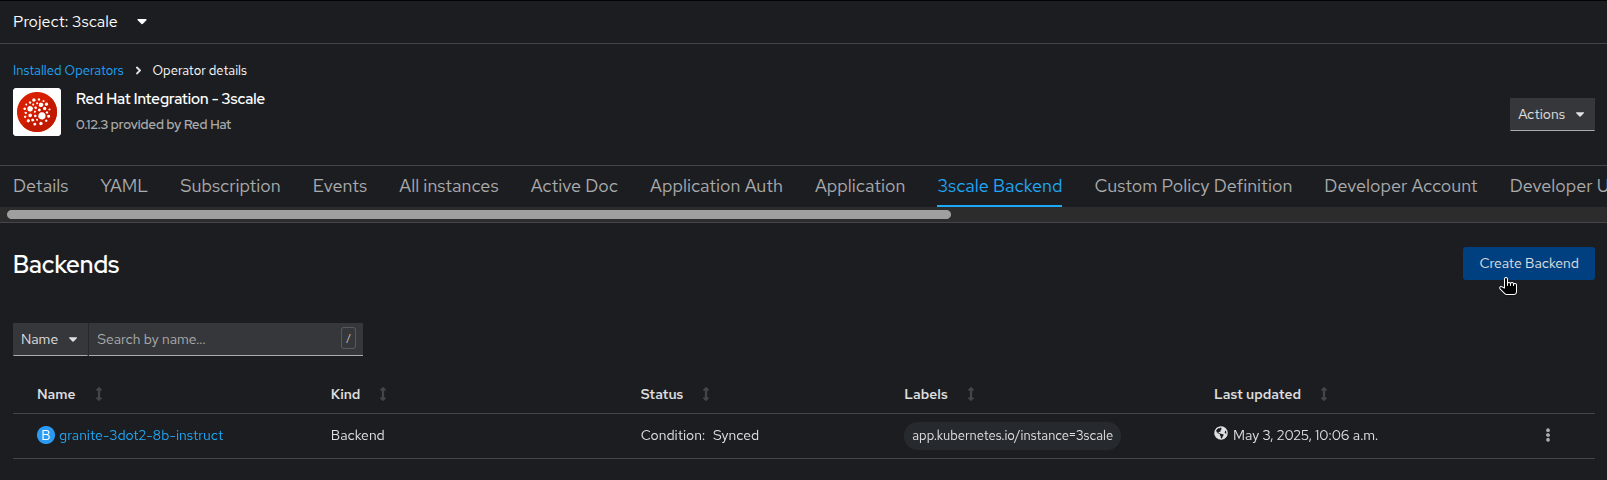 Project: 3scale
Installed Operators > Operator details
Red Hat Integration - 3scale
0.12.3 provided by Red Hat
Actions
Details YAML Subscription Events All instances Active Doc Application Auth Application 3scale Backend Custom Policy Definition Developer Account Developer U
Backends
Create Backend
Name Search by name... /
Name Kind Status Labels Last updated
B granite-3dot2-8b-instruct Backend Condition: Synced app.kubernetes.io/instance=3scale May 3, 2025, 10:06 a.m.